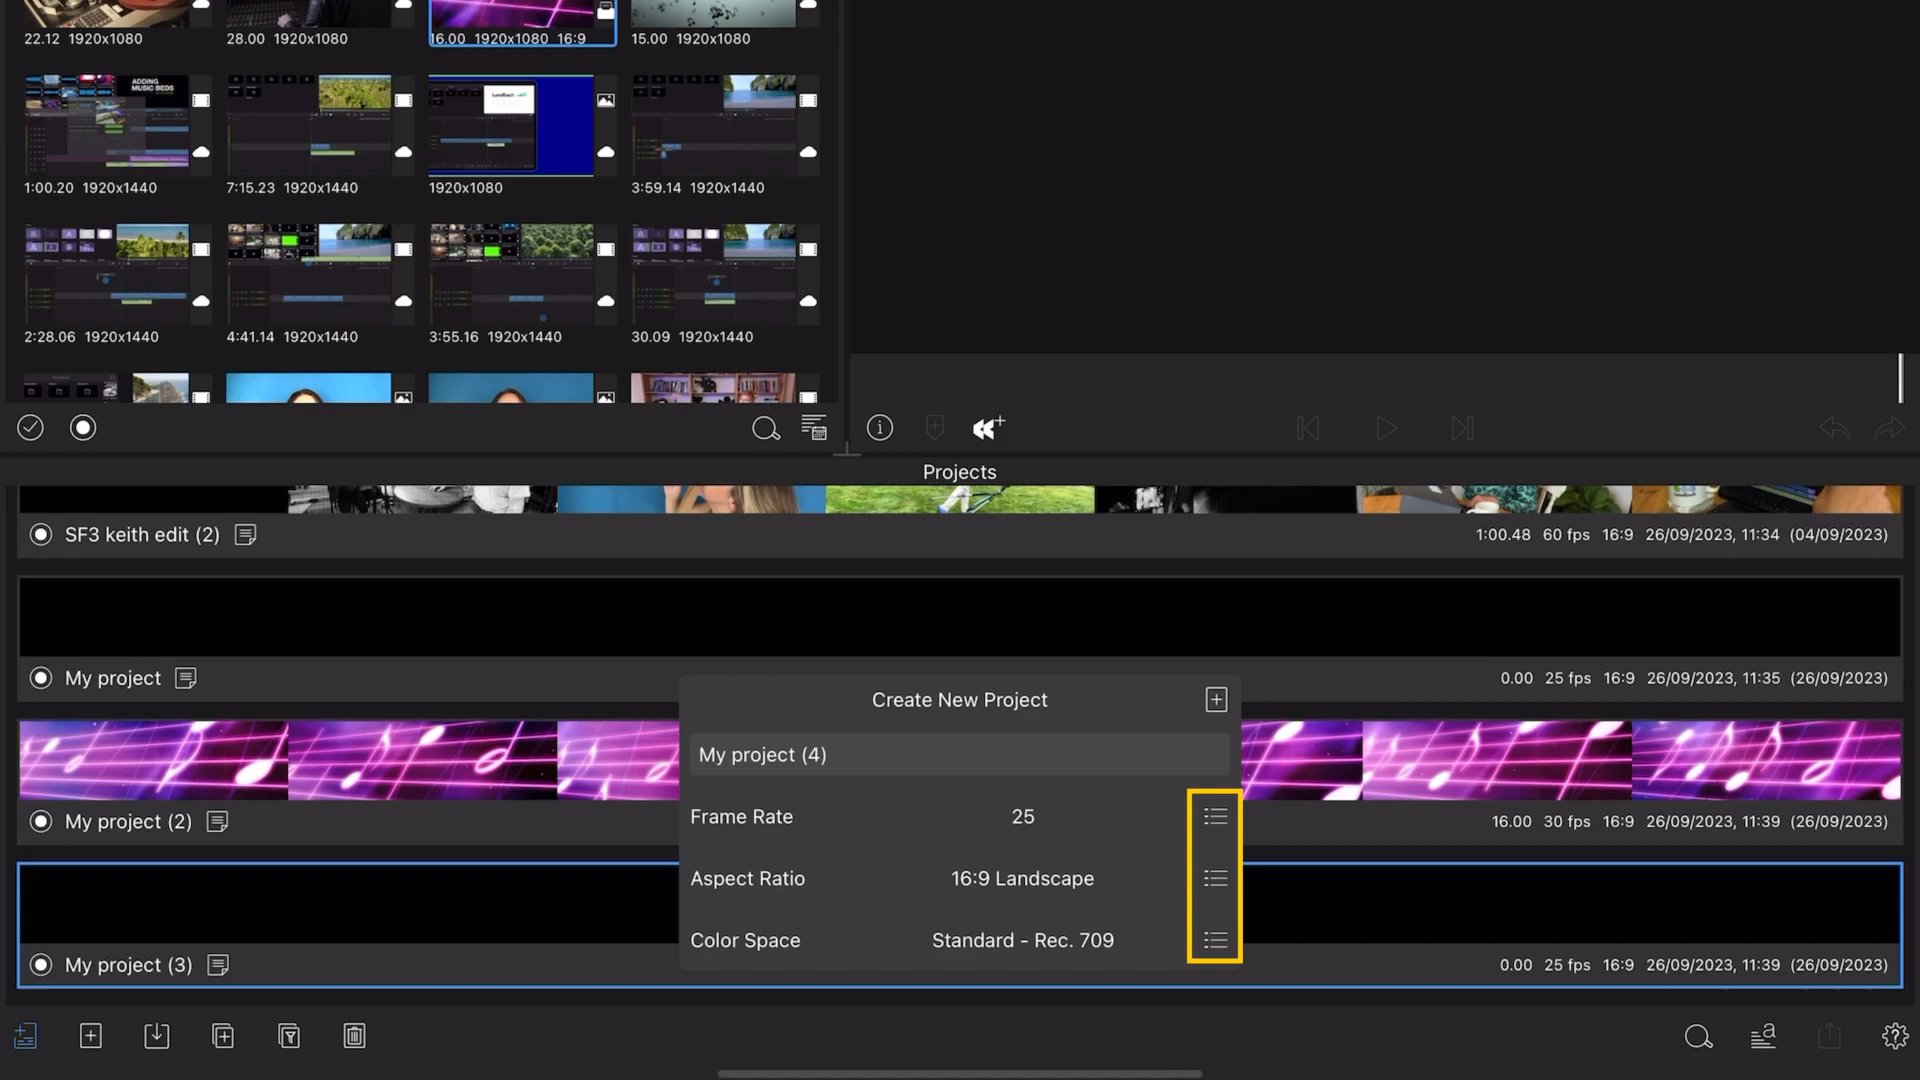 22.12 1920x1080
28.00 1920x1080
16.00 1920x1080 16:9
15.00 1920x1080
ADDING
MUSIC BEDS
1:00.20 1920x1440
7:15.23 1920x1440
1920x1080
3:59.14 1920x1440
2:28.06 1920x1440
4:41.14 1920x1440
3:55.16 1920x1440
30.09 1920x1440
Projects
SF3 keith edit (2)
1:00.48 60 fps 16:9 26/09/2023, 11:34 (04/09/2023)
My project
0.00 25 fps 16:9 26/09/2023, 11:35 (26/09/2023)
Create New Project
My project (4)
Frame Rate 25
My project (2)
16.00 30 fps 16:9 26/09/2023, 11:39 (26/09/2023)
Aspect Ratio 16:9 Landscape
Color Space Standard - Rec. 709
My project (3)
0.00 25 fps 16:9 26/09/2023, 11:39 (26/09/2023)